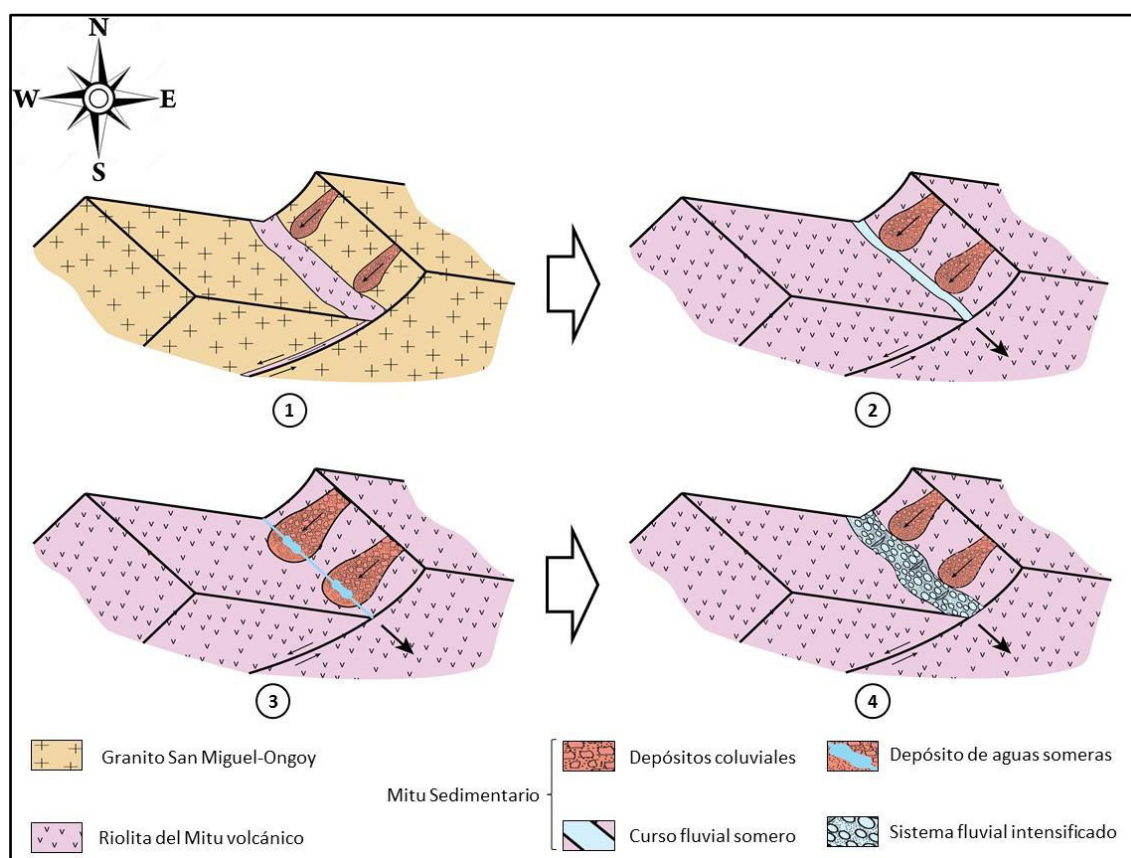 N
W E
S
1
2
3
4
Granito San Miguel-Ongoy
Riolita del Mitu volcánico
Mitu Sedimentario
Depósitos coluviales
Depósito de aguas someras
Curso fluvial somero
Sistema fluvial intensificado